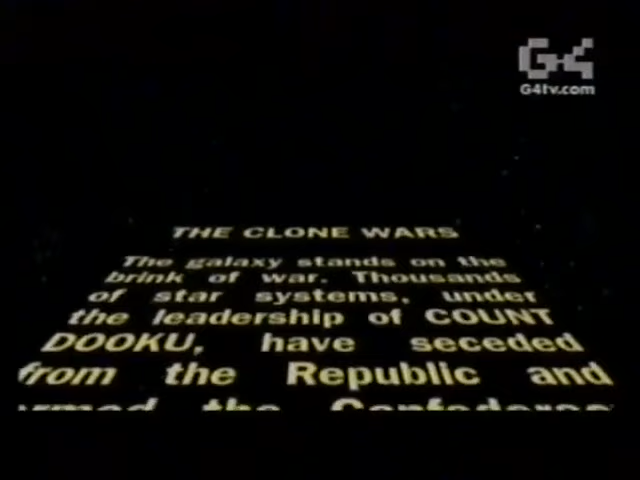 G4
G4tv.com
THE CLONE WARS
The galaxy stands on the
brink of war. Thousands
of star systems, under
the leadership of COUNT
DOOKU, have seceded
from the Republic and
the